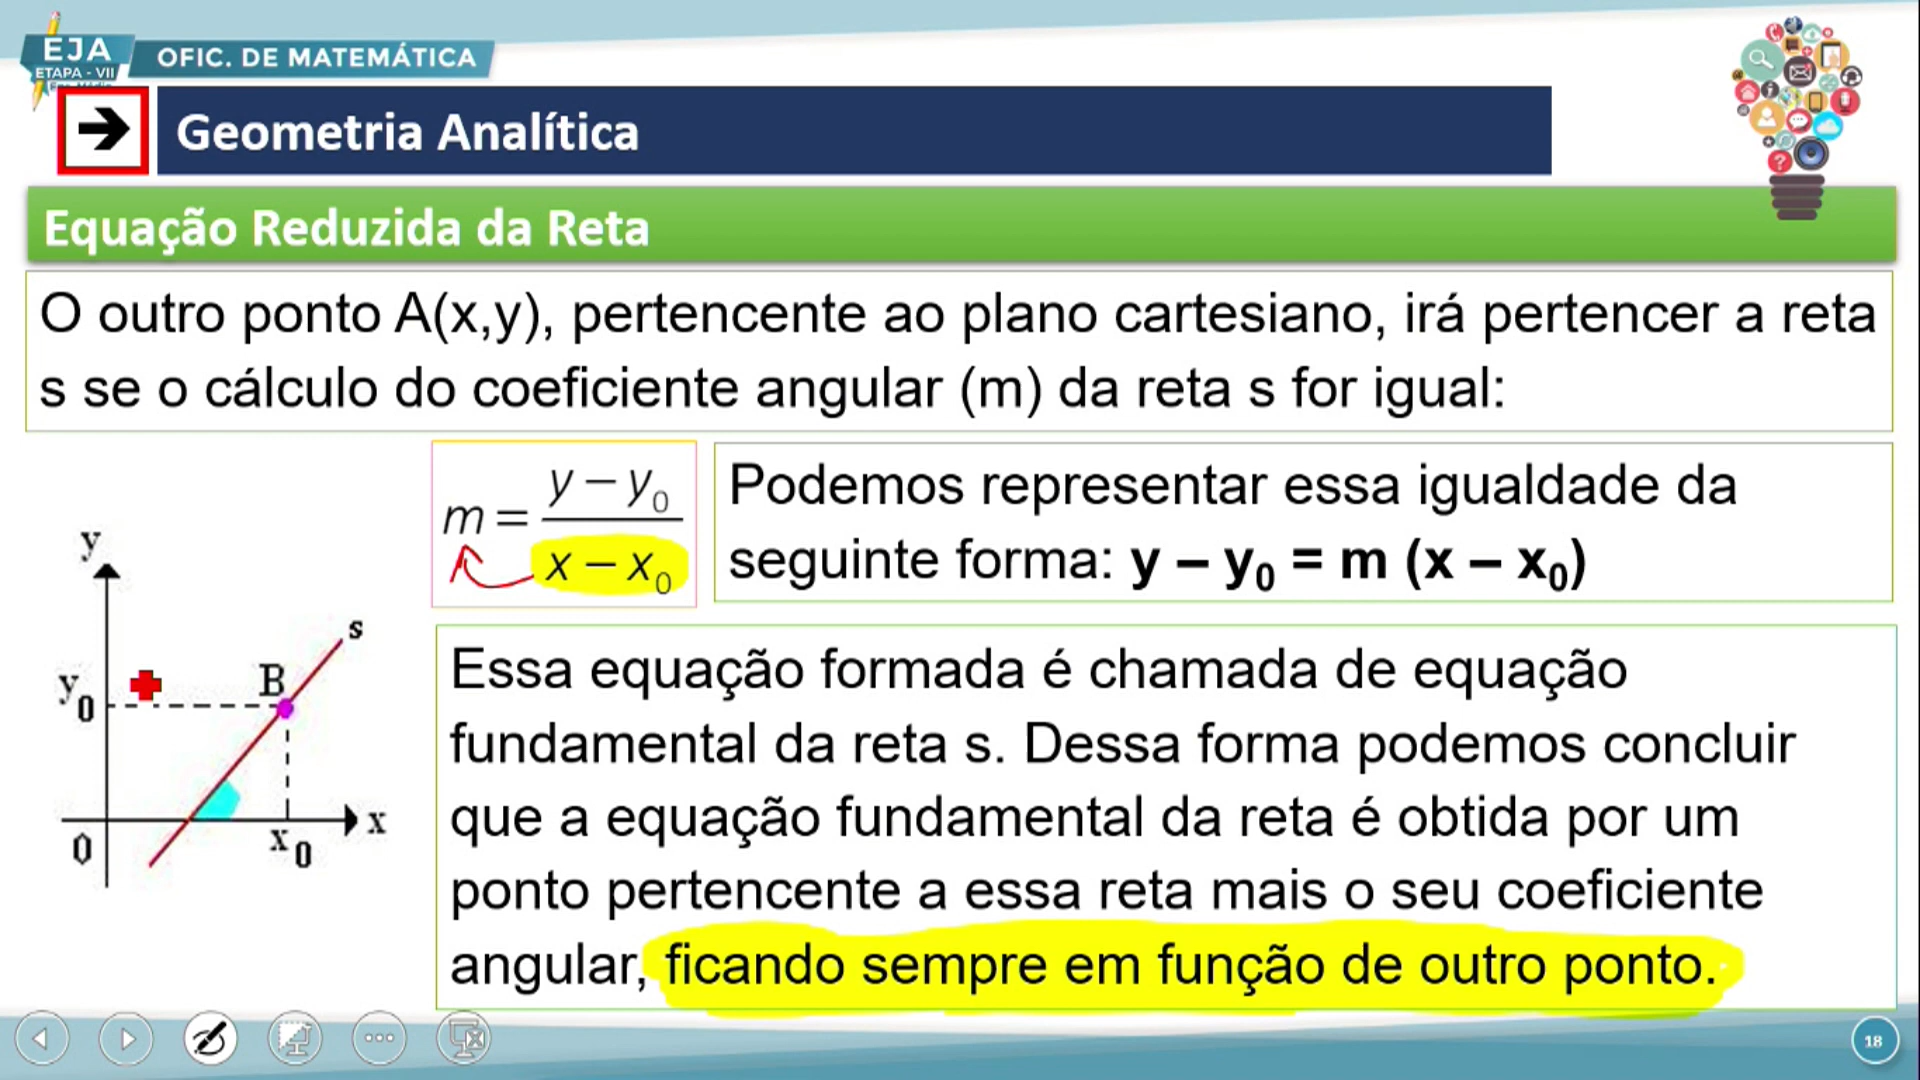 EJA
ETAPA - VII
OFIC. DE MATEMÁTICA
Geometria Analítica
Equação Reduzida da Reta
O outro ponto A(x,y), pertencente ao plano cartesiano, irá pertencer a reta
s se o cálculo do coeficiente angular (m) da reta s for igual:
m = (y – y₀) / (x – x₀)
Podemos representar essa igualdade da
seguinte forma: y – y₀ = m (x – x₀)
y
s
y₀
B
0
x₀
x
Essa equação formada é chamada de equação
fundamental da reta s. Dessa forma podemos concluir
que a equação fundamental da reta é obtida por um
ponto pertencente a essa reta mais o seu coeficiente
angular, ficando sempre em função de outro ponto.
18